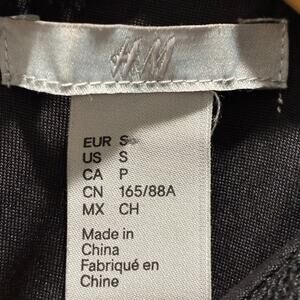 H&M
EUR S
US S
CA P
CN 165/88A
MX CH
Made in
China
Fabriqué en
Chine